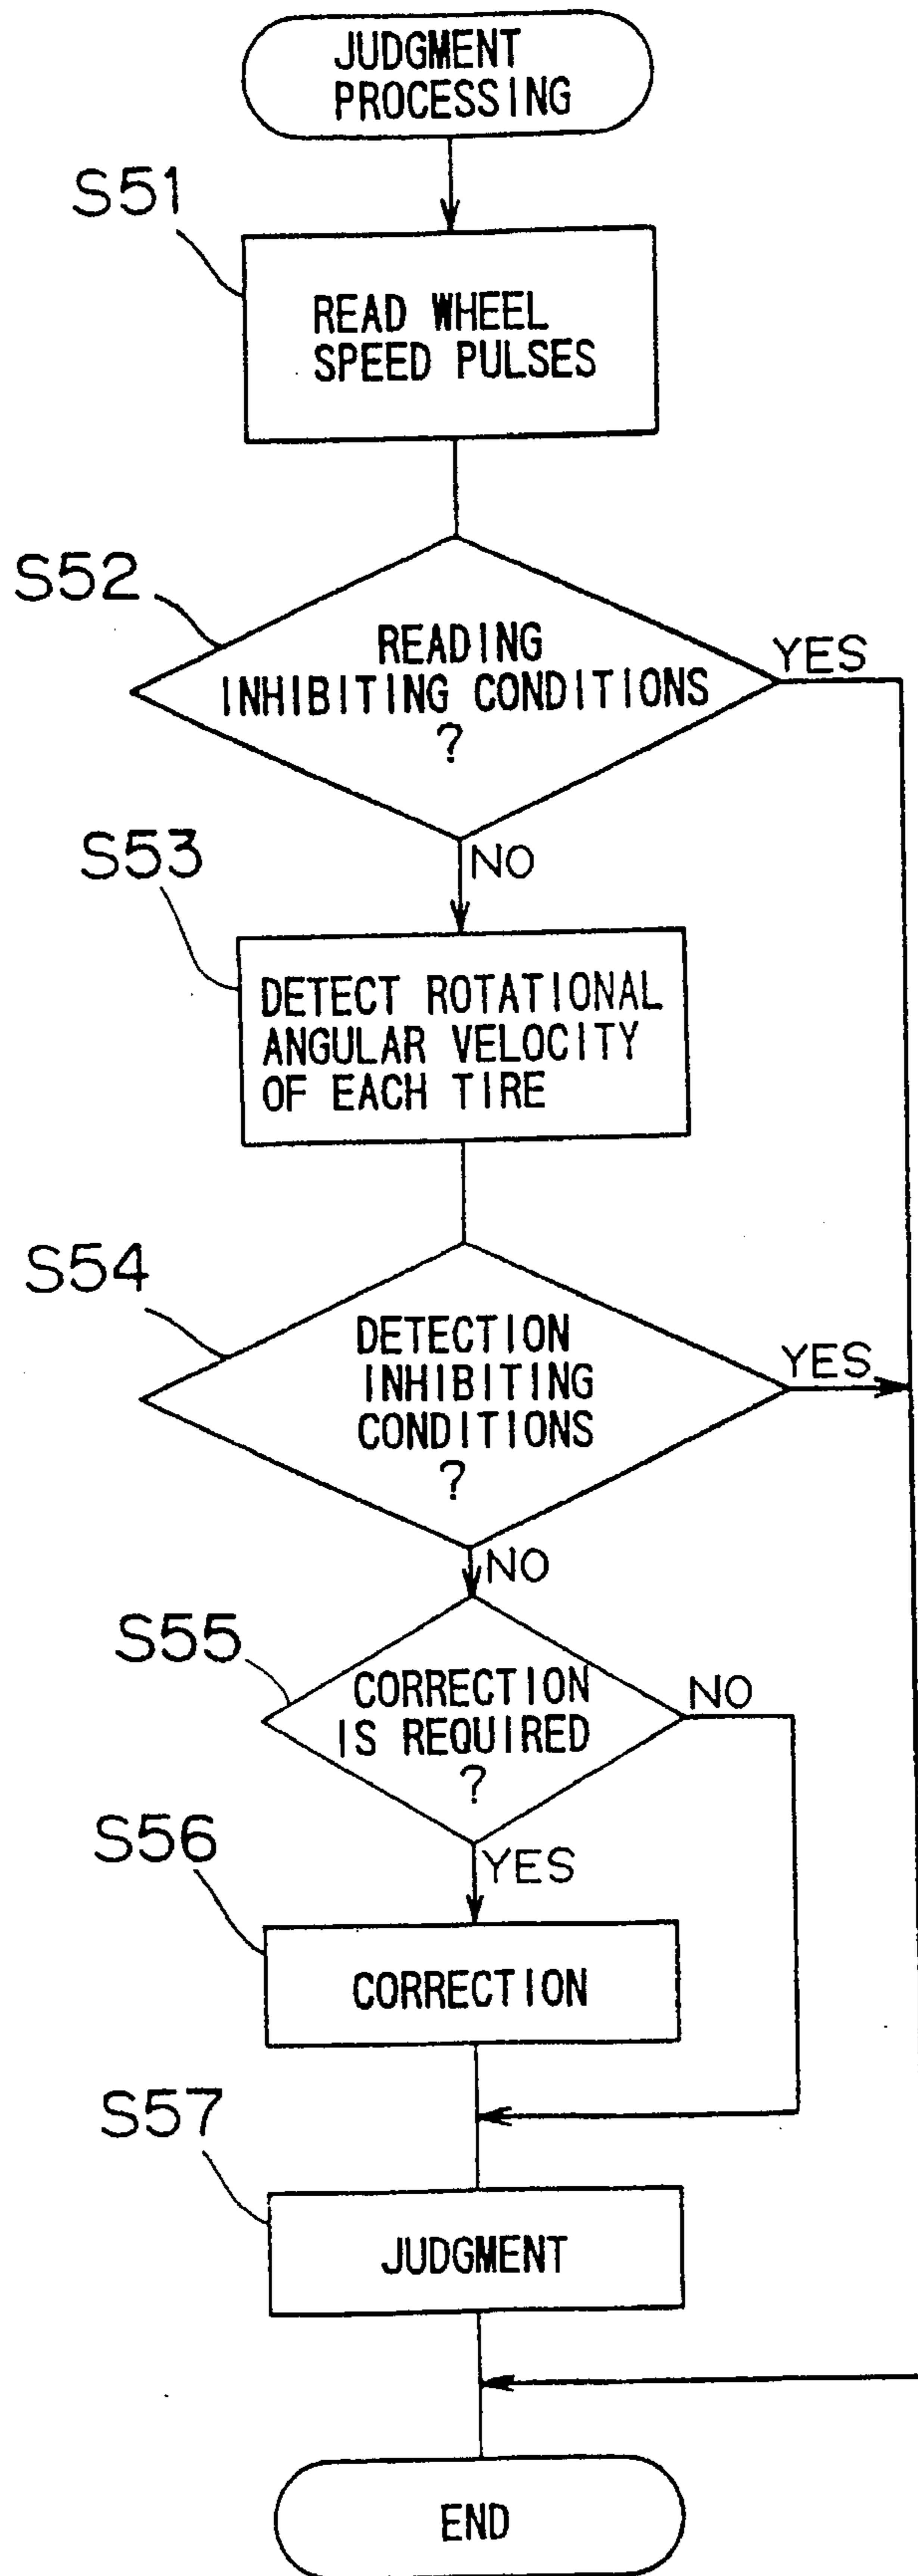 JUDGMENT
PROCESSING
S51
READ WHEEL
SPEED PULSES
S52
READING
INHIBITING CONDITIONS
?
YES
NO
S53
DETECT ROTATIONAL
ANGULAR VELOCITY
OF EACH TIRE
S54
DETECTION
INHIBITING
CONDITIONS
?
YES
NO
S55
CORRECTION
IS REQUIRED
?
NO
YES
S56
CORRECTION
S57
JUDGMENT
END